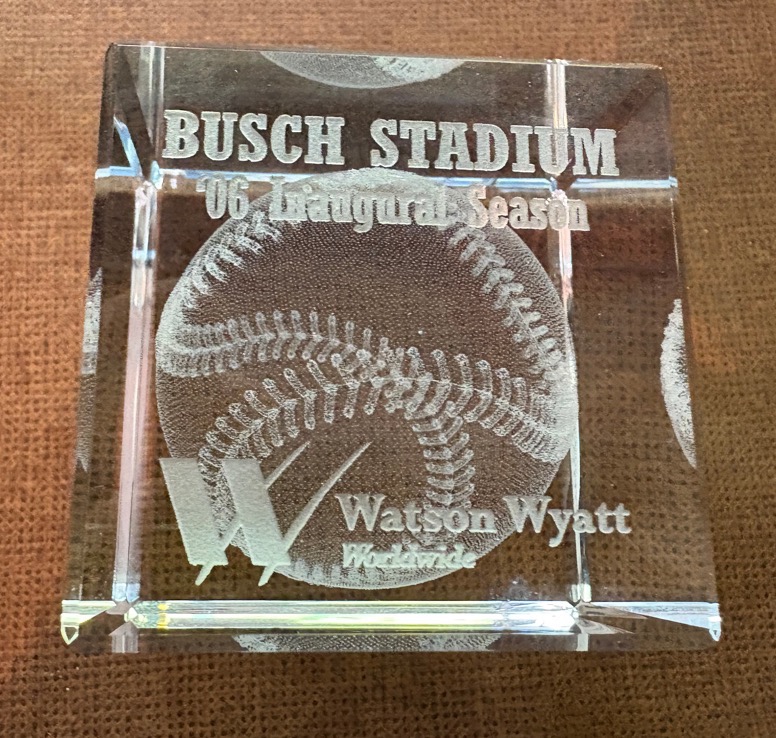 BUSCH STADIUM
'06 Inaugural Season
W
Watson Wyatt
Worldwide